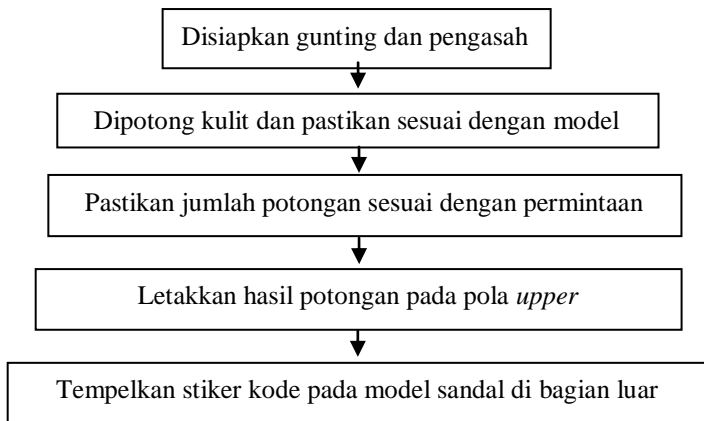 Disiapkan gunting dan pengasah
Dipotong kulit dan pastikan sesuai dengan model
Pastikan jumlah potongan sesuai dengan permintaan
Letakkan hasil potongan pada pola upper
Tempelkan stiker kode pada model sandal di bagian luar